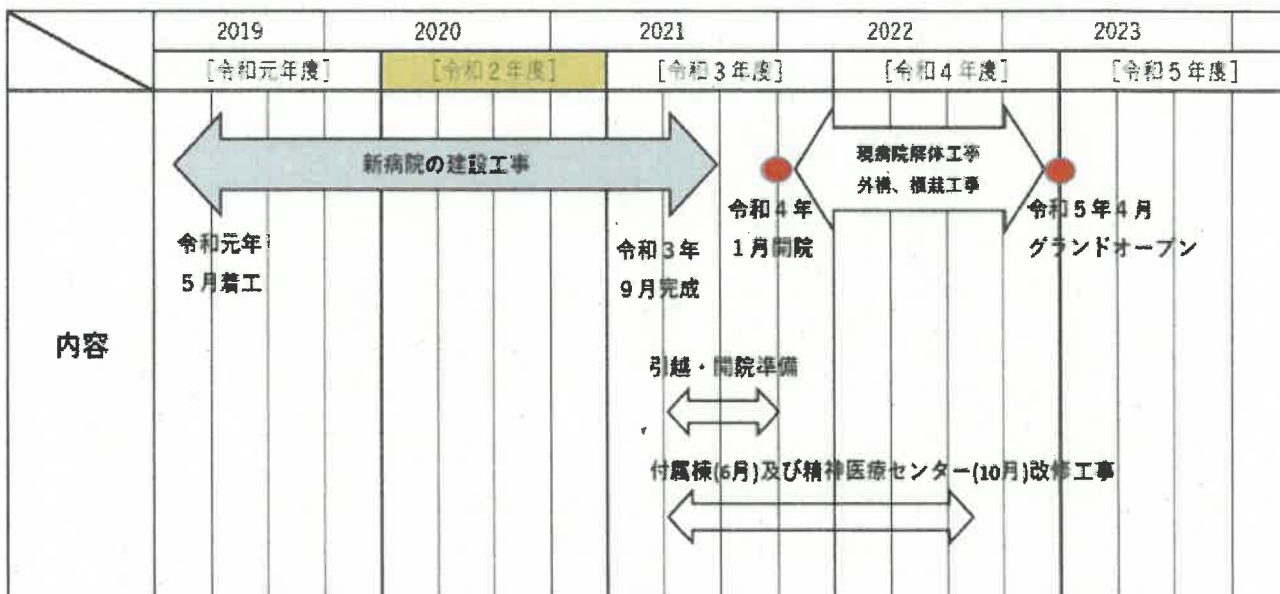 2019 2020 2021 2022 2023
[令和元年度] [令和2年度] [令和3年度] [令和4年度] [令和5年度]
内容
新病院の建設工事
現病院解体工事
外構、植栽工事
令和元年
5月着工
令和3年
9月完成
令和4年
1月開院
令和5年4月
グランドオープン
引越・開院準備
付属棟(6月)及び精神医療センター(10月)改修工事